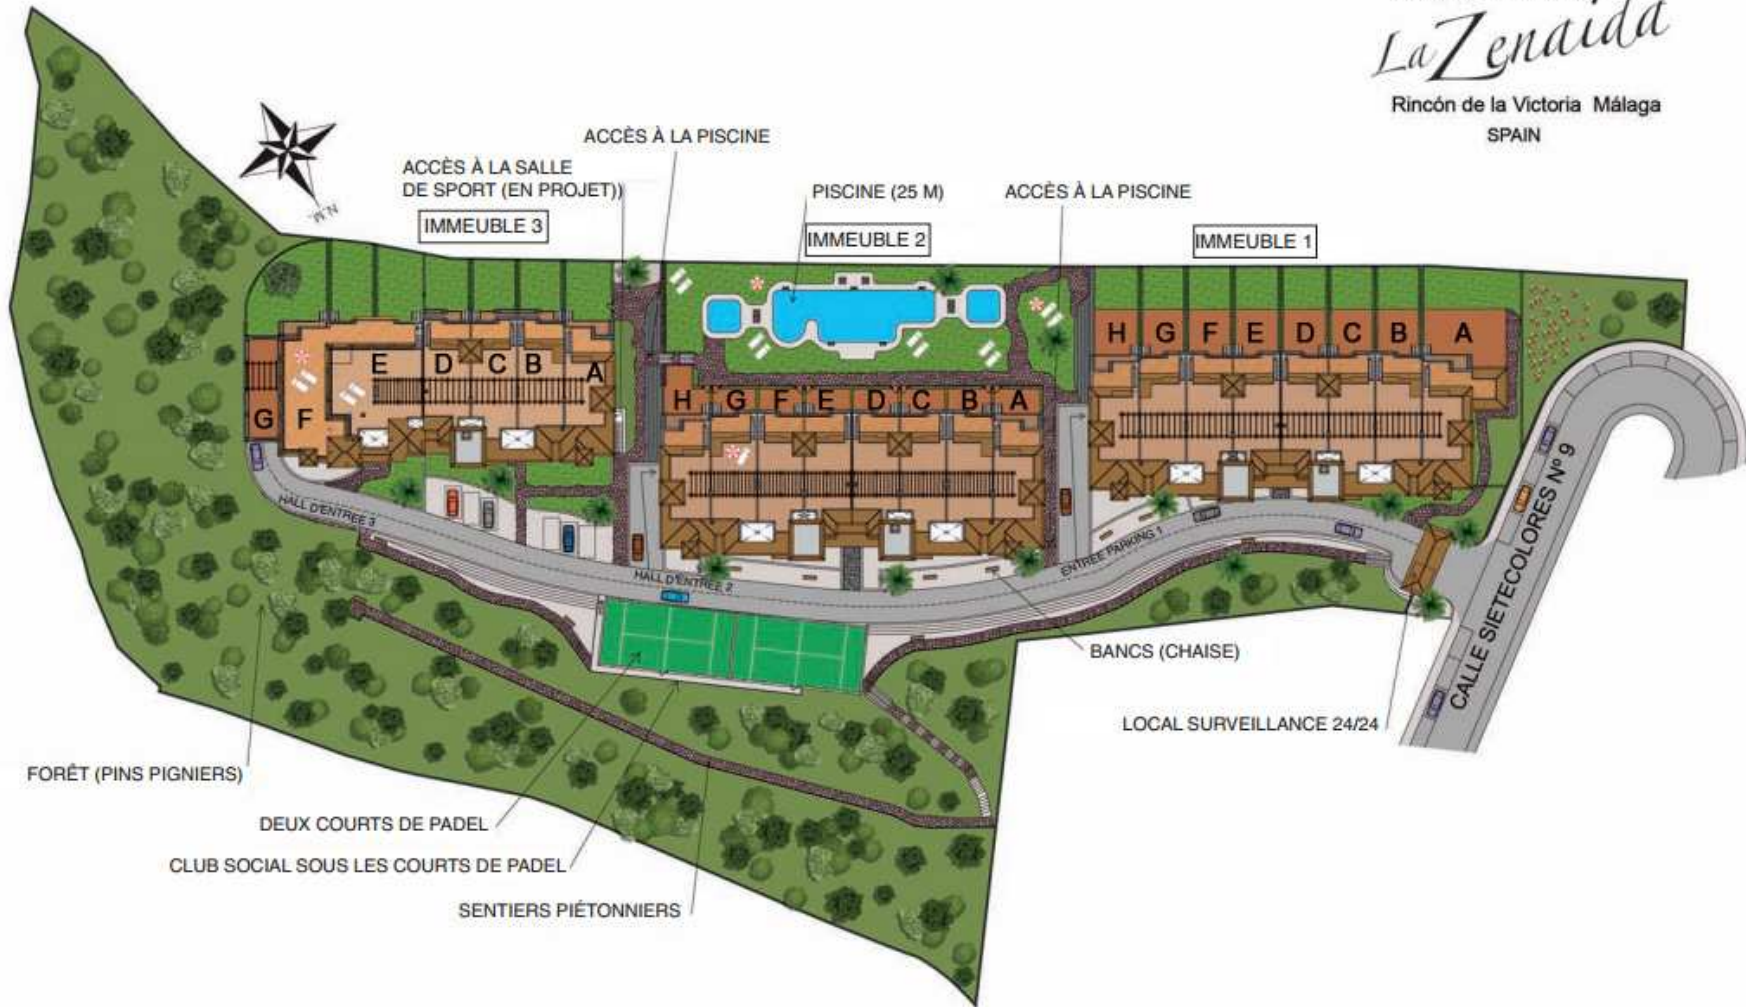 La Zenaida
Rincón de la Victoria Málaga
SPAIN
ACCÈS À LA PISCINE
ACCÈS À LA SALLE
DE SPORT (EN PROJET))
PISCINE (25 M)
ACCÈS À LA PISCINE
N.M.
IMMEUBLE 3
IMMEUBLE 2
IMMEUBLE 1
H G F E D C B A
E D C B A
G F
H G F E D C B A
CALLE SIETECOLORES Nº 9
HALL D'ENTREE 3
ENTREE PARKING 1
HALL D'ENTREE 2
BANCS (CHAISE)
LOCAL SURVEILLANCE 24/24
FORÊT (PINS PIGNIERS)
DEUX COURTS DE PADEL
CLUB SOCIAL SOUS LES COURTS DE PADEL
SENTIERS PIÉTONNIERS